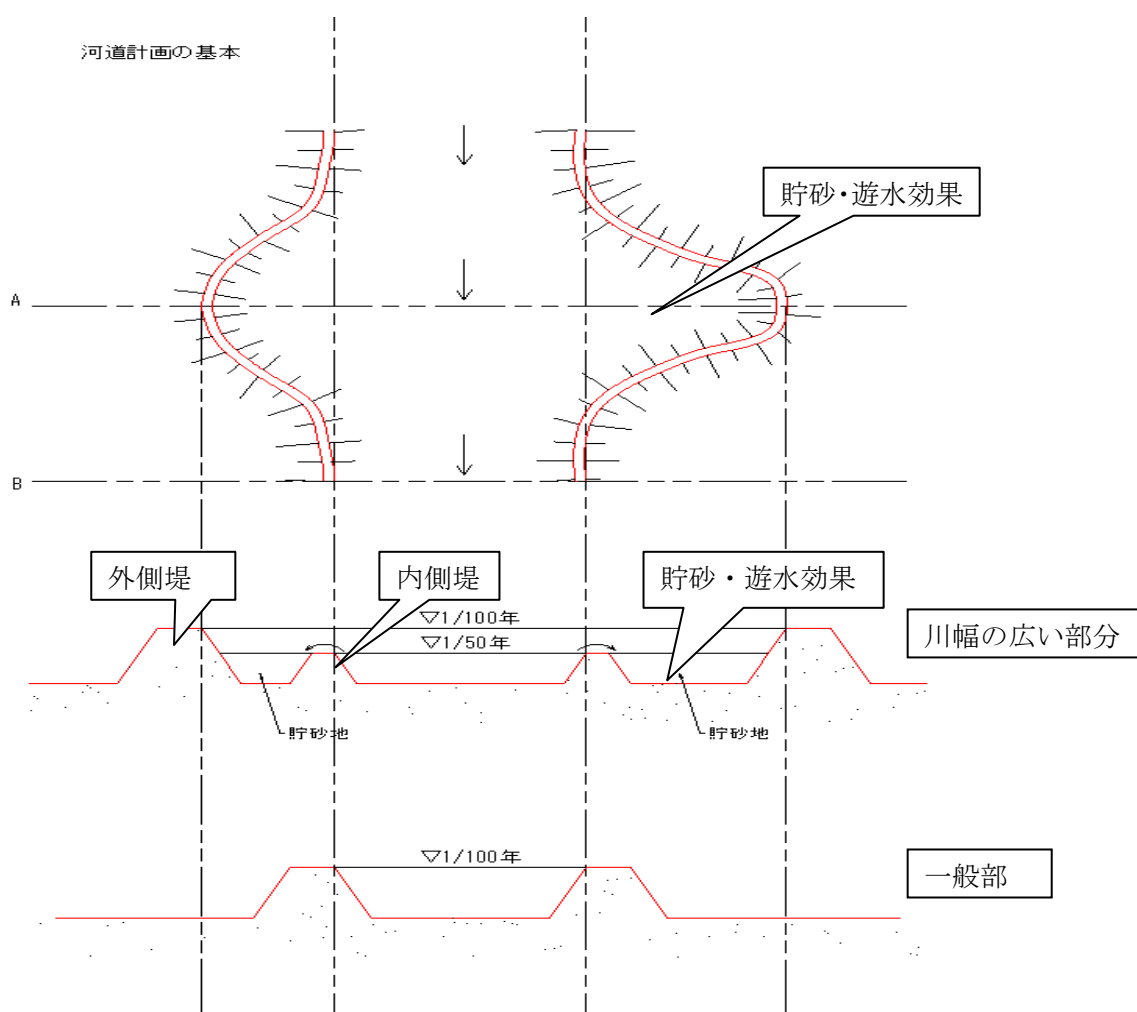 河道計画の基本
貯砂・遊水効果
A
B
外側堤
内側堤
貯砂・遊水効果
▽1/100年
▽1/50年
川幅の広い部分
貯砂地
貯砂地
▽1/100年
一般部